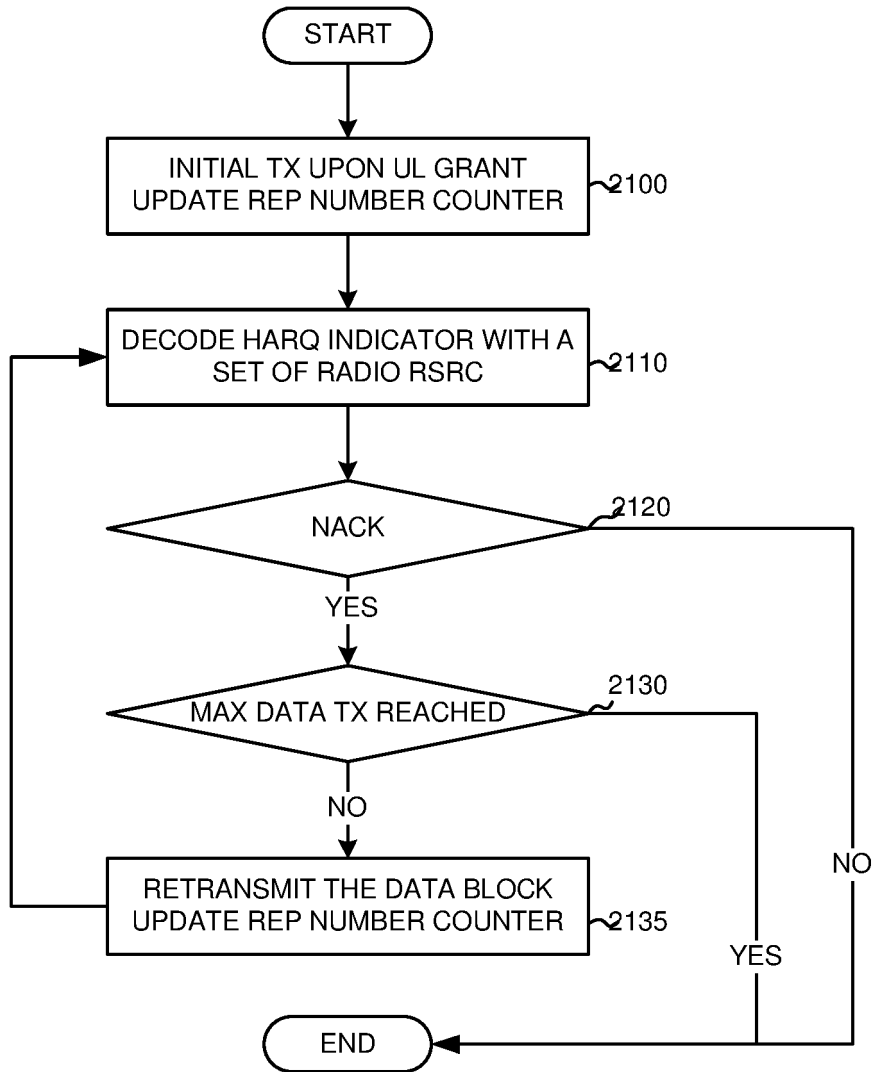 START
INITIAL TX UPON UL GRANT
UPDATE REP NUMBER COUNTER
2100
DECODE HARQ INDICATOR WITH A
SET OF RADIO RSRC
2110
NACK
2120
YES
MAX DATA TX REACHED
2130
NO
RETRANSMIT THE DATA BLOCK
UPDATE REP NUMBER COUNTER
2135
NO
YES
END